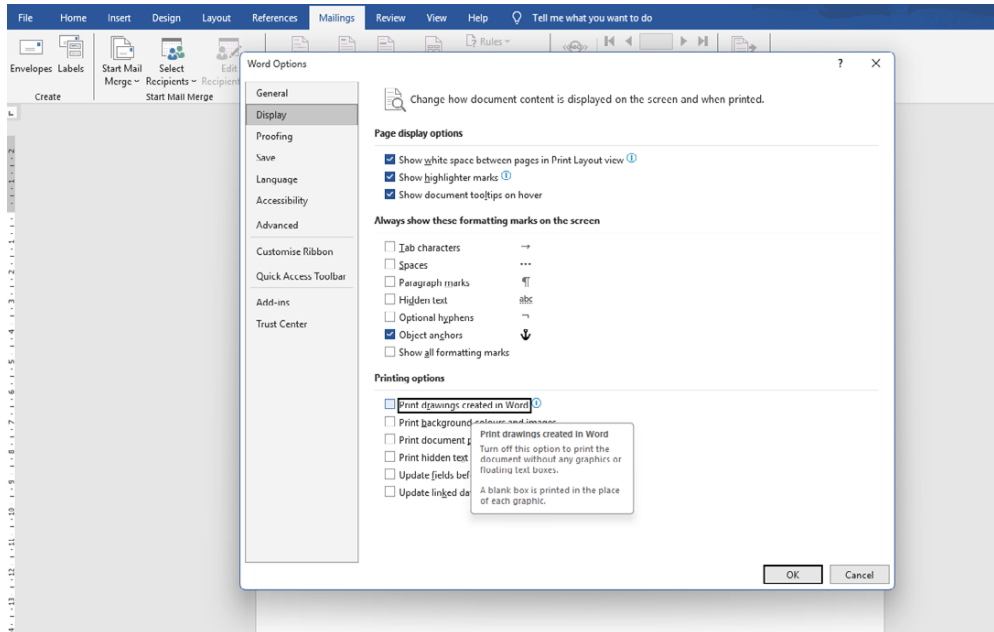 File Home Insert Design Layout References Mailings Review View Help Tell me what you want to do
Rules
Envelopes Labels Start Mail Select Edit
Merge Recipients Recipient
Create Start Mail Merge
Word Options ?
General
Display
Proofing
Save
Language
Accessibility
Advanced
Customise Ribbon
Quick Access Toolbar
Add-ins
Trust Center
Change how document content is displayed on the screen and when printed.
Page display options
Show white space between pages in Print Layout view
Show highlighter marks
Show document tooltips on hover
Always show these formatting marks on the screen
Tab characters →
Spaces ···
Paragraph marks ¶
Hidden text abc
Optional hyphens ¬
Object anchors
Show all formatting marks
Printing options
Print drawings created in Word
Print background colours and images
Print document p
Print hidden text
Update fields bef
Update linked da
Print drawings created in Word
Turn off this option to print the
document without any graphics or
floating text boxes.
A blank box is printed in the place
of each graphic.
OK Cancel